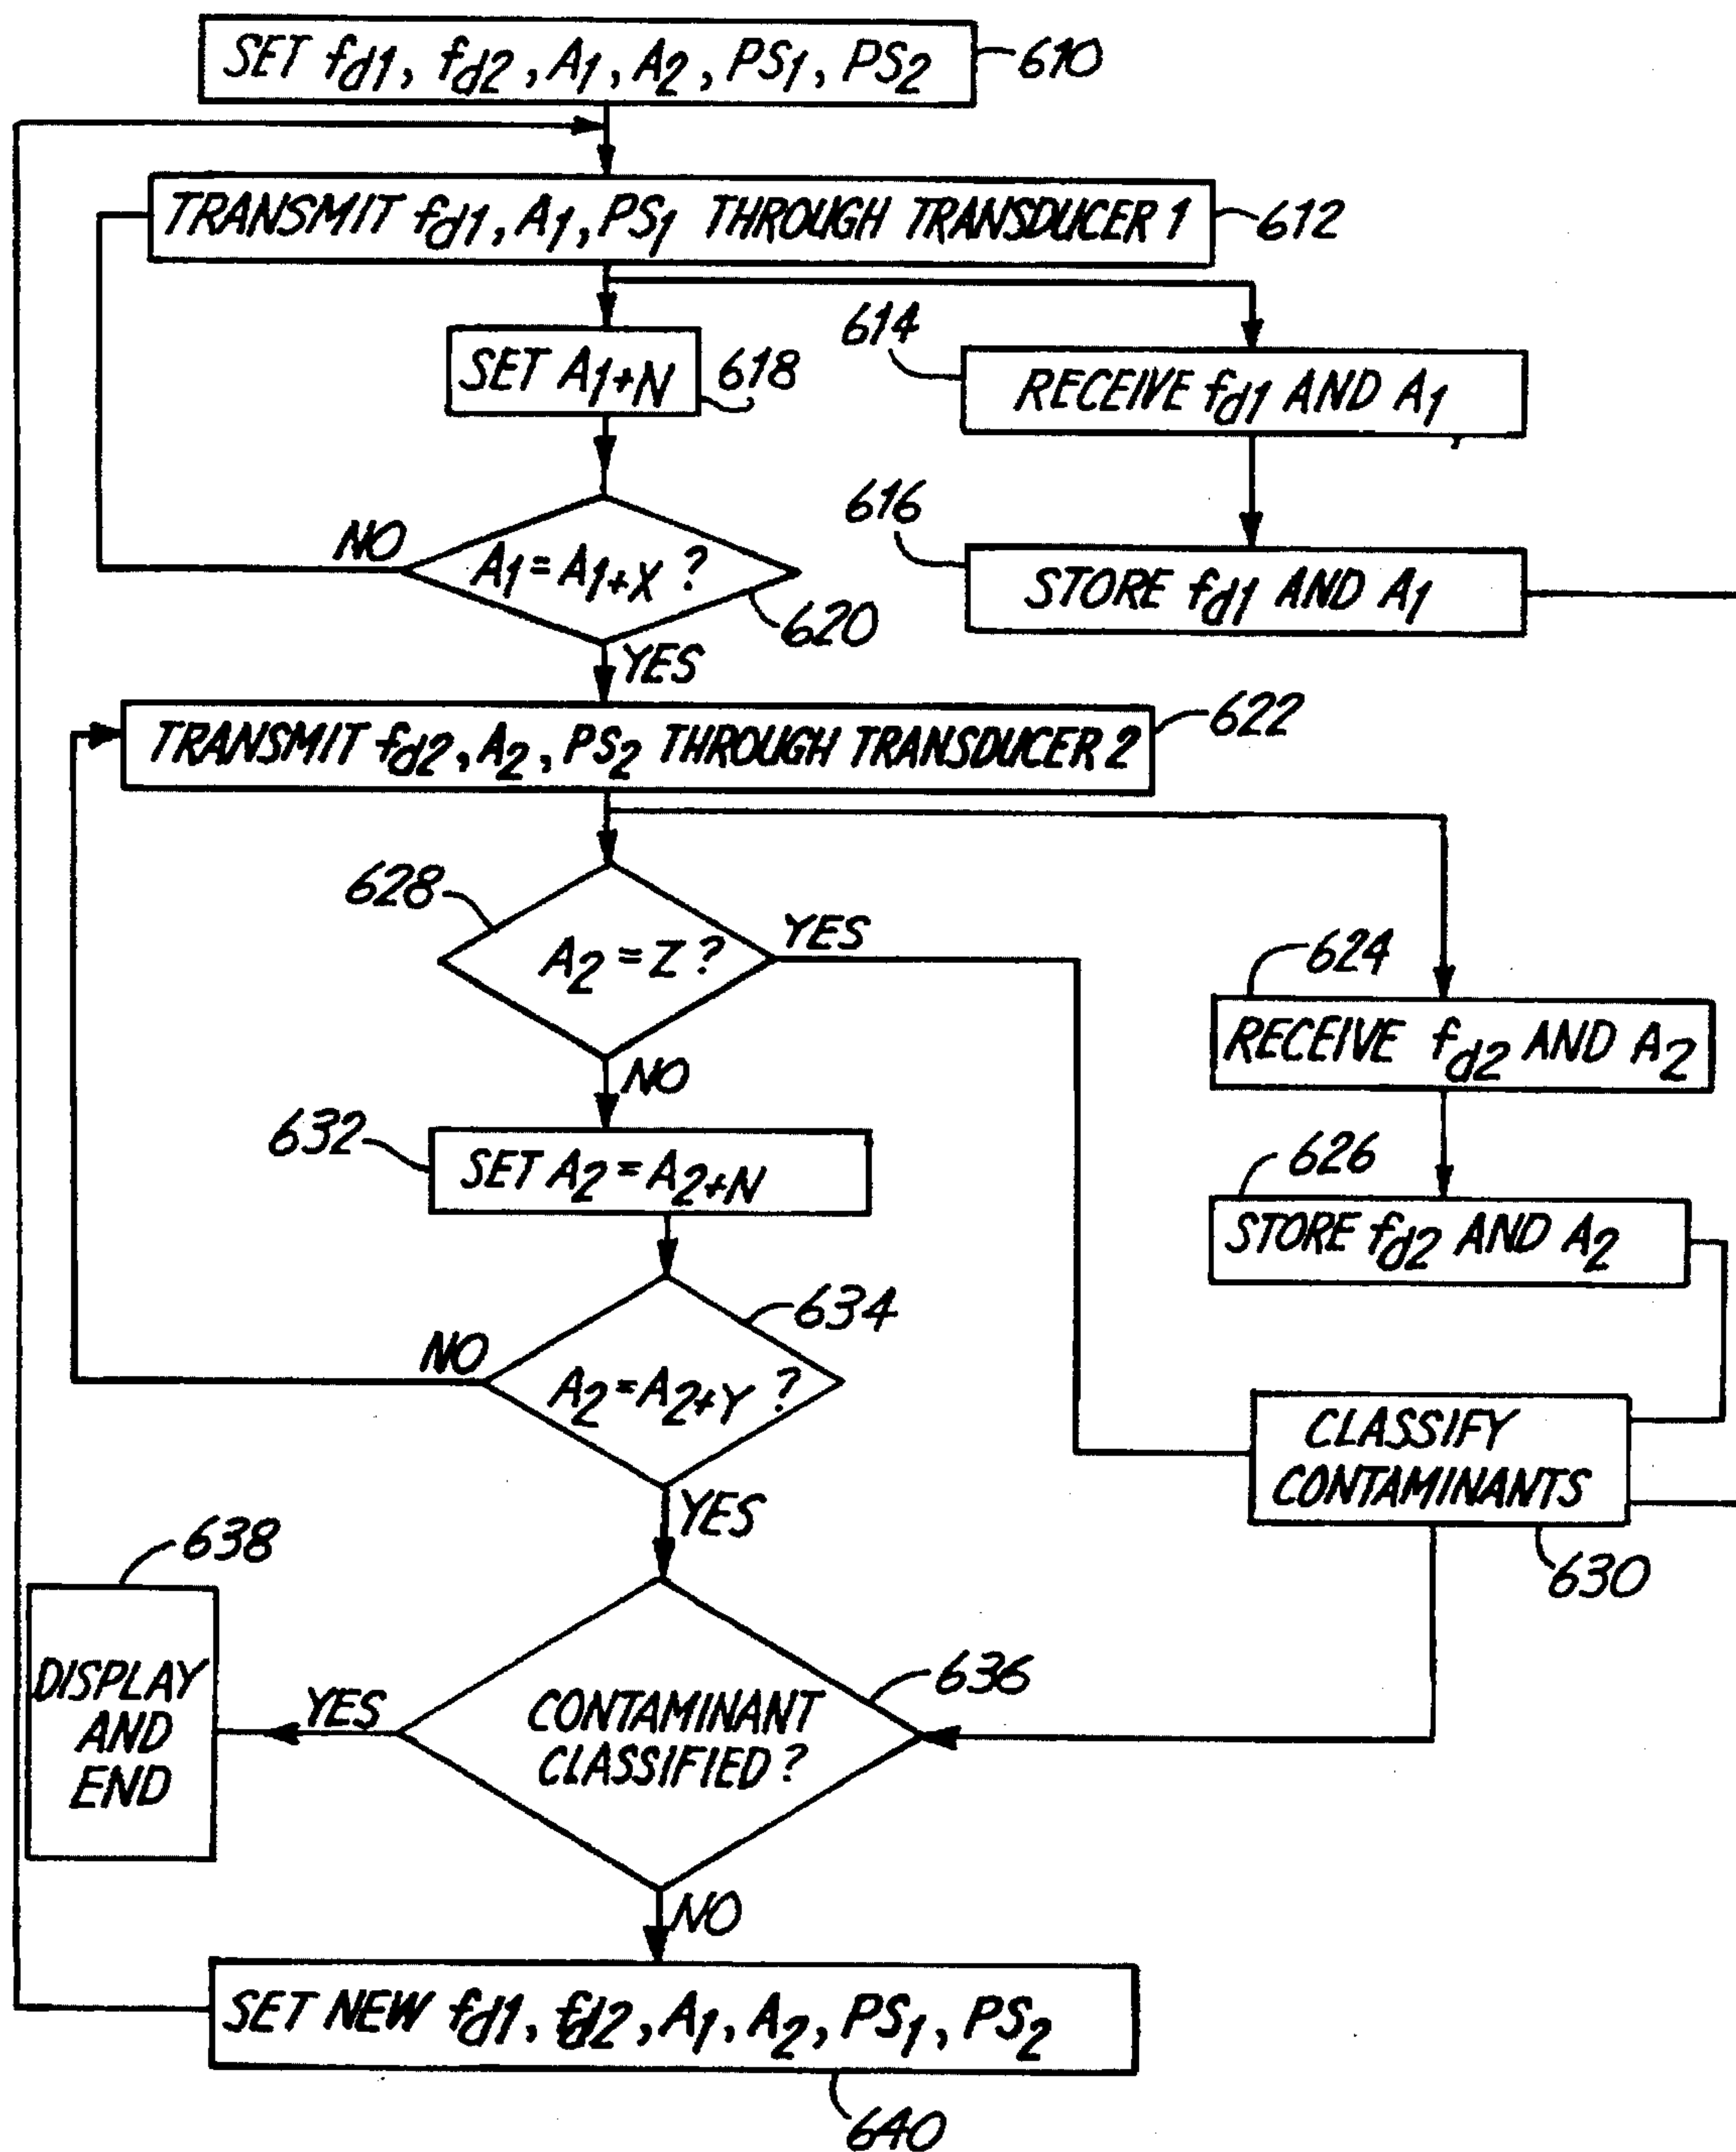 SET fd1, fd2, A1, A2, PS1, PS2
610
TRANSMIT fd1, A1, PS1 THROUGH TRANSDUCER 1
612
SET A1+N
618
614
RECEIVE fd1 AND A1
616
STORE fd1 AND A1
NO
A1 = A1+X ?
620
YES
TRANSMIT fd2, A2, PS2 THROUGH TRANSDUCER 2
622
628
A2 = Z ?
YES
624
RECEIVE fd2 AND A2
NO
632
SET A2 = A2+N
626
STORE fd2 AND A2
634
NO
A2 = A2+Y ?
CLASSIFY
CONTAMINANTS
630
YES
638
DISPLAY
AND
END
YES
636
CONTAMINANT
CLASSIFIED ?
NO
SET NEW fd1, fd2, A1, A2, PS1, PS2
640